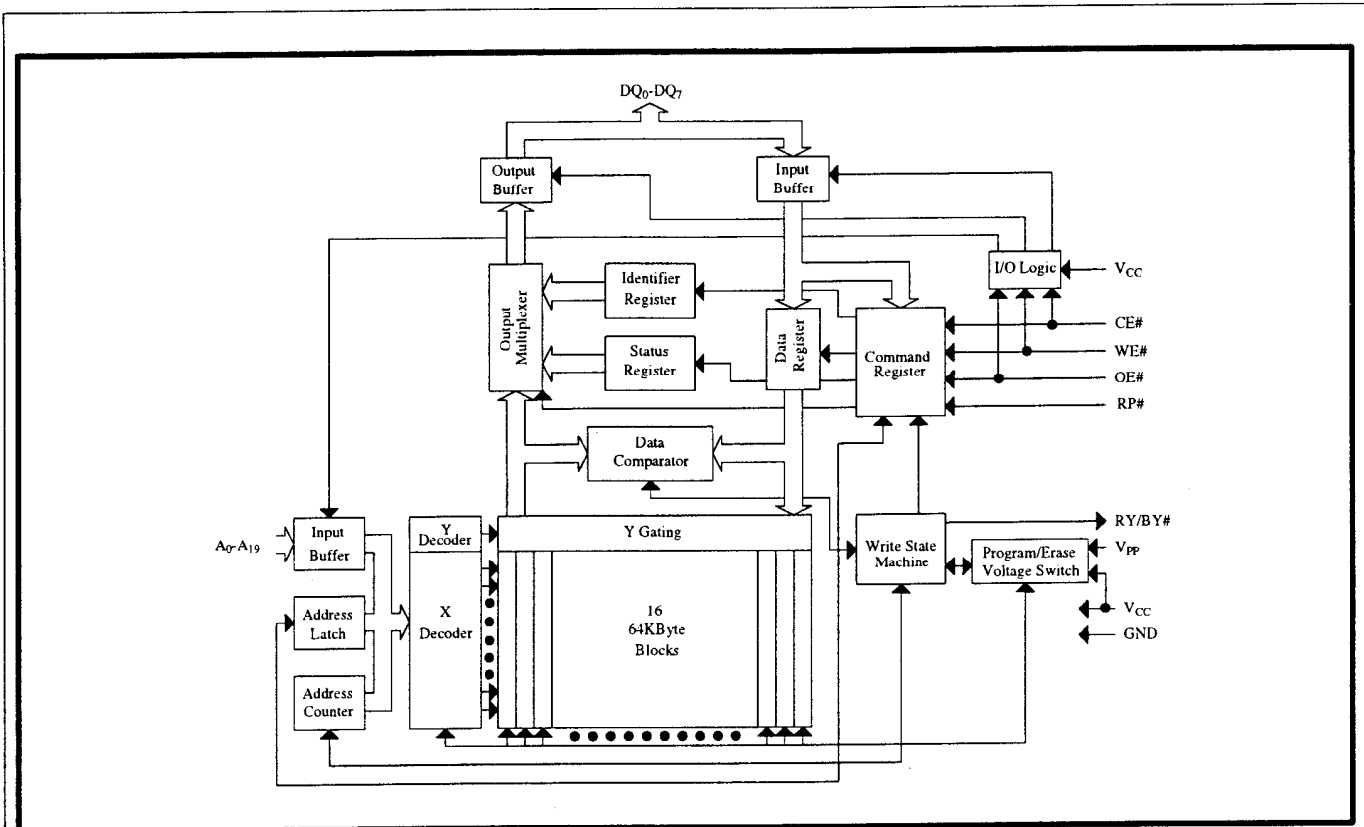 DQ0-DQ7
Output
Buffer
Input
Buffer
I/O Logic
VCC
Identifier
Register
Output
Multiplexer
Status
Register
Data
Register
Command
Register
CE#
WE#
OE#
RP#
Data
Comparator
A0-A19
Input
Buffer
Y
Decoder
Y Gating
Write State
Machine
RY/BY#
Program/Erase
Voltage Switch
VPP
VCC
GND
Address
Latch
X
Decoder
16
64KByte
Blocks
Address
Counter